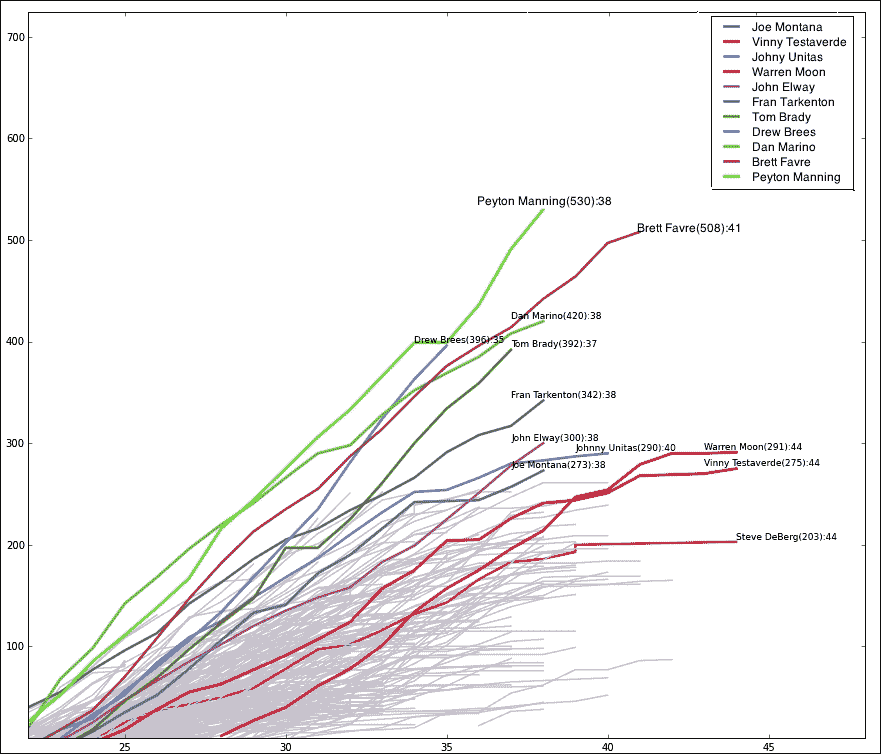 700
600
500
400
300
200
100
25
30
35
40
45
Joe Montana
Vinny Testaverde
Johny Unitas
Warren Moon
John Elway
Fran Tarkenton
Tom Brady
Drew Brees
Dan Marino
Brett Favre
Peyton Manning
Peyton Manning(530):38
Brett Favre(508):41
Dan Marino(420):38
Drew Brees(396):35
Tom Brady(392):37
Fran Tarkenton(342):38
John Elway(300):38
Johnny Unitas(290):40
Warren Moon(291):44
Joe Montana(273):38
Vinny Testaverde(275):44
Steve DeBerg(203):44